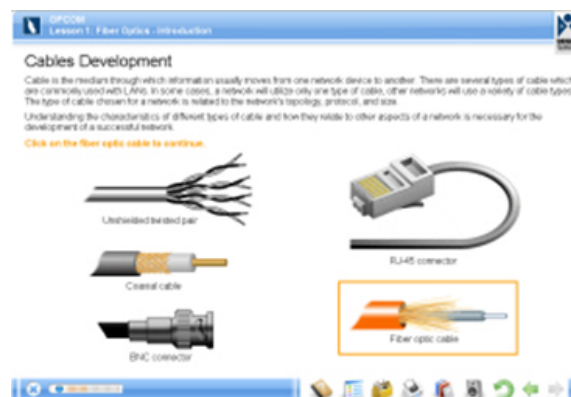 OPCOM
Lesson 1: Fiber Optics - Introduction
Cables Development
Cable is the medium through which information usually moves from one network device to another. There are several types of cable which
are commonly used with LANs. In some cases, a network will utilize only one type of cable, other networks will use a variety of cable types.
The type of cable chosen for a network is related to the network's topology, protocol, and size.
Understanding the characteristics of different types of cable and how they relate to other aspects of a network is necessary for the
development of a successful network.
Click on the fiber optic cable to continue.
Unshielded twisted pair
RJ-45 connector
Coaxial cable
Fiber optic cable
BNC connector